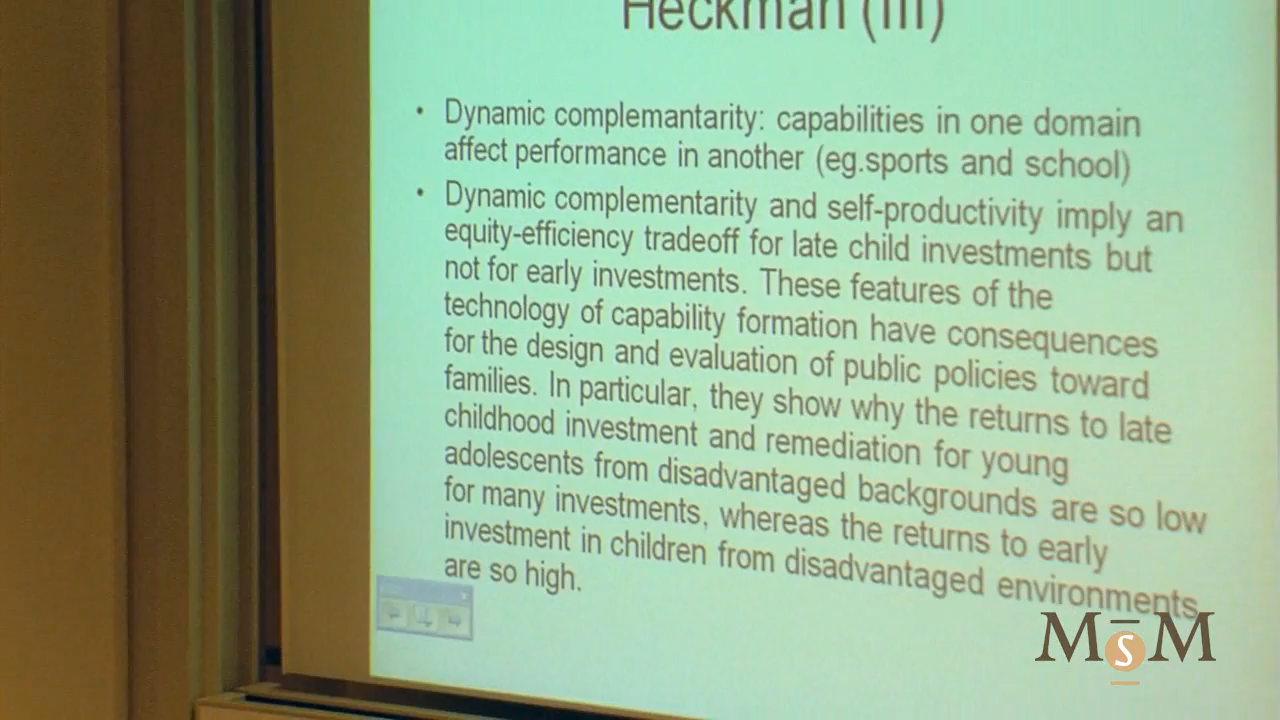 Heckman (III)
• Dynamic complemantarity: capabilities in one domain
affect performance in another (eg.sports and school)
• Dynamic complementarity and self-productivity imply an
equity-efficiency tradeoff for late child investments but
not for early investments. These features of the
technology of capability formation have consequences
for the design and evaluation of public policies toward
families. In particular, they show why the returns to late
childhood investment and remediation for young
adolescents from disadvantaged backgrounds are so low
for many investments, whereas the returns to early
investment in children from disadvantaged environments
are so high.
MSM